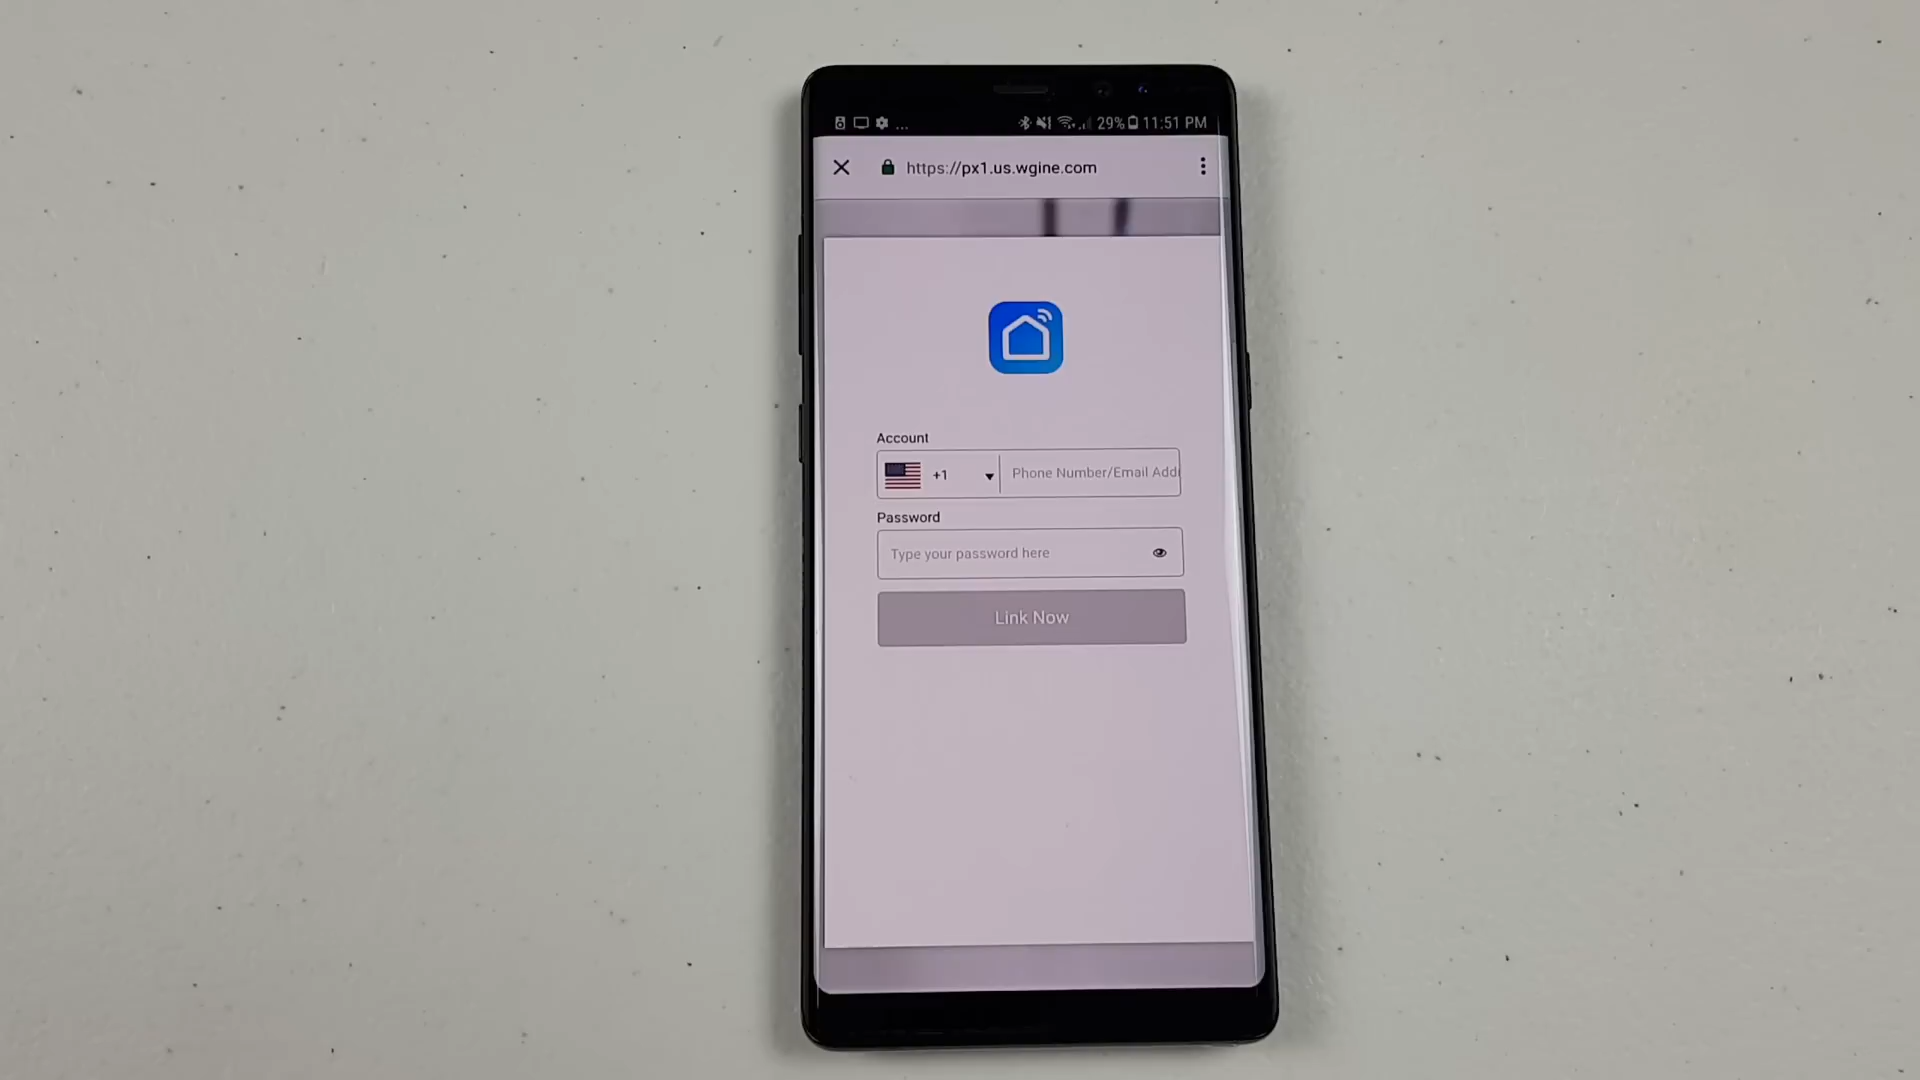 ... 29% 11:51 PM
https://px1.us.wgine.com
Account
+1 Phone Number/Email Add
Password
Type your password here
Link Now